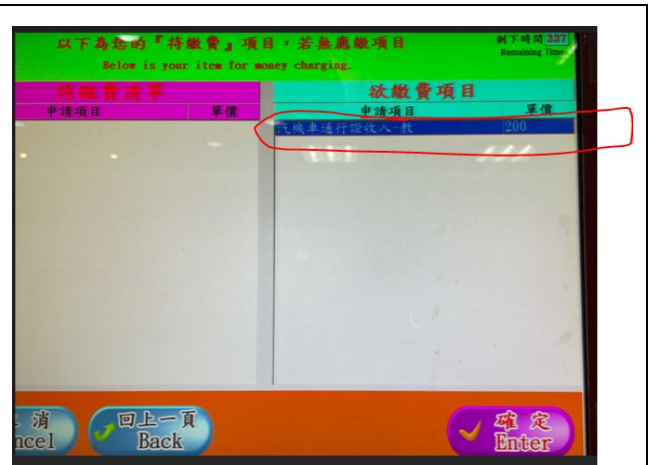 以下為您的『待繳費』項目，若無應繳項目
Below is your item for money charging.
剩下時間 337
Remaining Time
待繳費清單
申請項目 單價
欲繳費項目
申請項目 單價
汽機車通行證收入-教 200
消
ncel
回上一頁
Back
確定
Enter